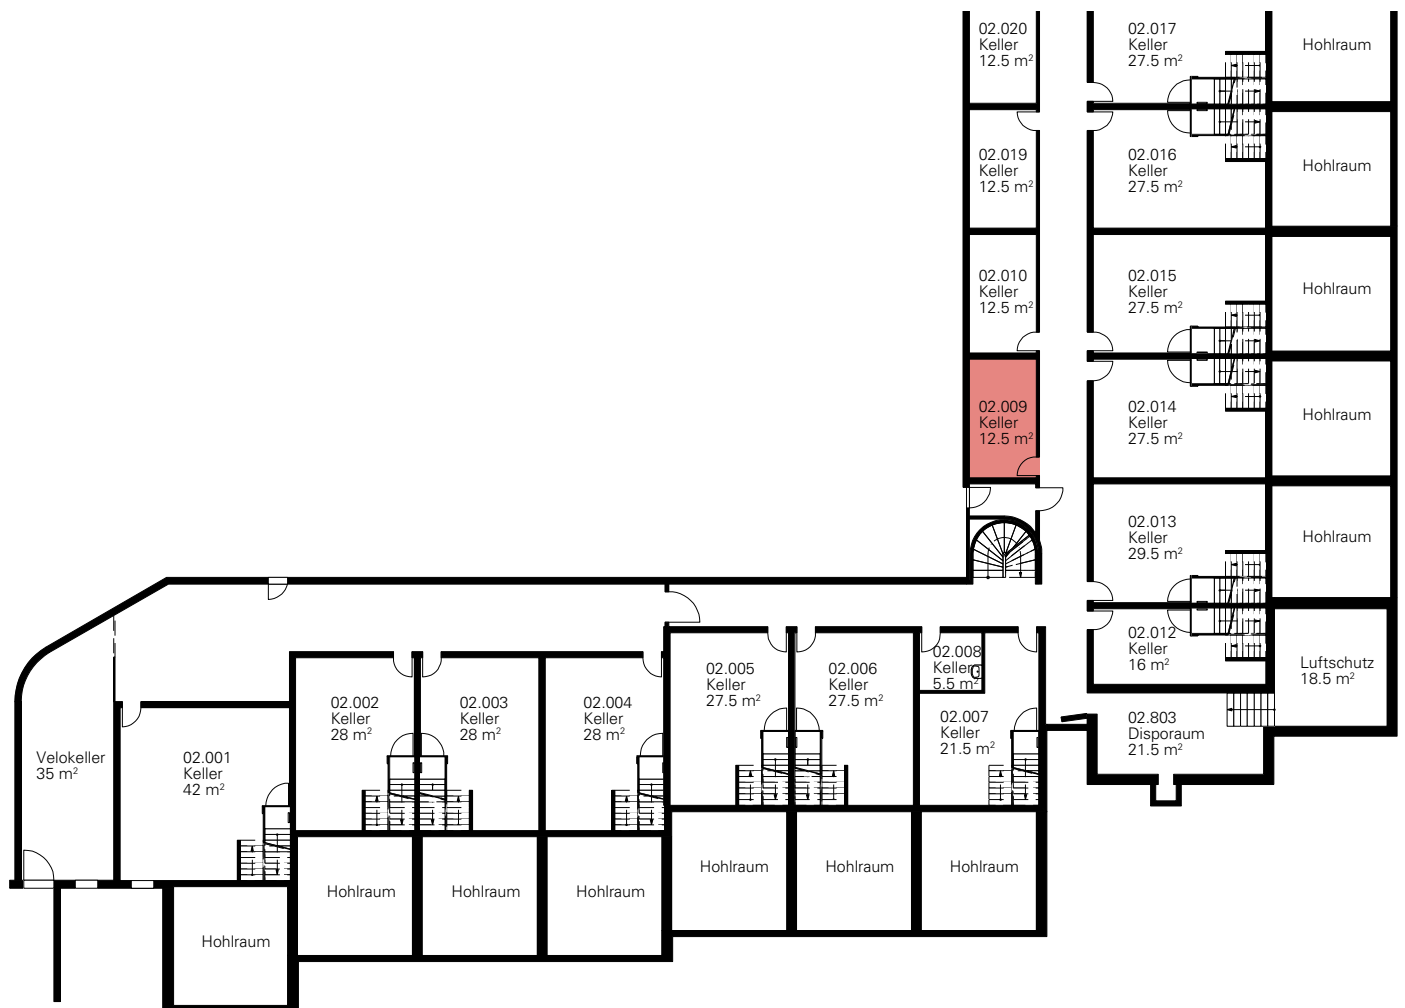 02.020
Keller
12.5 m²
02.017
Keller
27.5 m²
Hohlraum
02.019
Keller
12.5 m²
02.016
Keller
27.5 m²
Hohlraum
02.010
Keller
12.5 m²
02.015
Keller
27.5 m²
Hohlraum
02.009
Keller
12.5 m²
02.014
Keller
27.5 m²
Hohlraum
02.013
Keller
29.5 m²
Hohlraum
02.012
Keller
16 m²
Luftschutz
18.5 m²
02.803
Disporaum
21.5 m²
02.008
Keller
5.5 m²
02.007
Keller
21.5 m²
02.006
Keller
27.5 m²
02.005
Keller
27.5 m²
02.004
Keller
28 m²
02.003
Keller
28 m²
02.002
Keller
28 m²
02.001
Keller
42 m²
Velokeller
35 m²
Hohlraum
Hohlraum
Hohlraum
Hohlraum
Hohlraum
Hohlraum
Hohlraum